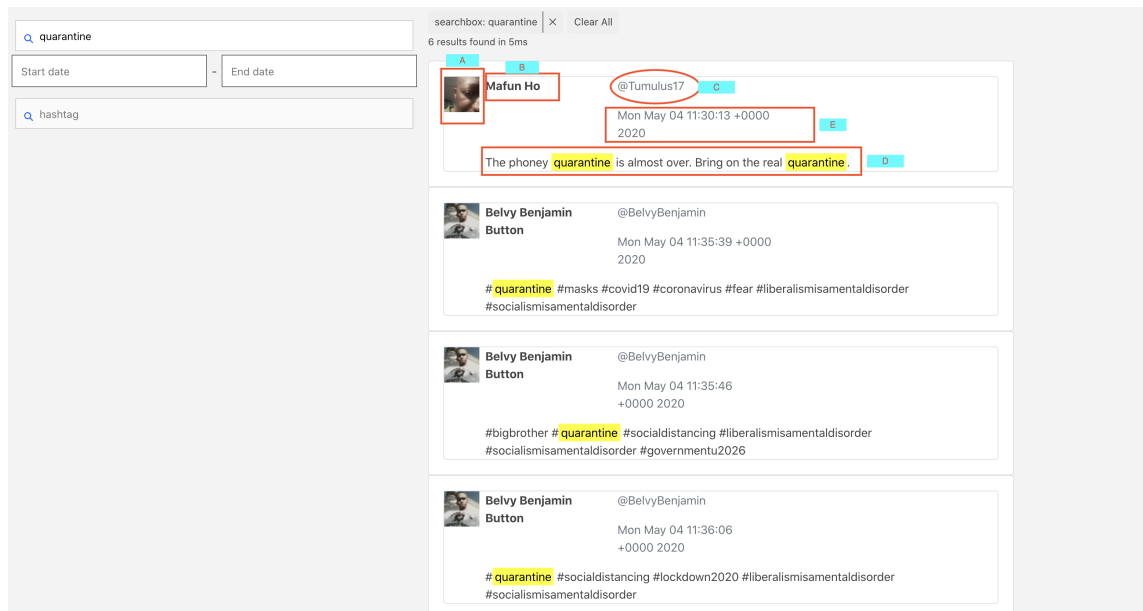 quarantine
Start date
-
End date
hashtag
searchbox: quarantine
Clear All
6 results found in 5ms
A
B
Mafun Ho
@Tumulus17
C
Mon May 04 11:30:13 +0000
2020
E
The phoney quarantine is almost over. Bring on the real quarantine.
D
Belvy Benjamin
Button
@BelvyBenjamin
Mon May 04 11:35:39 +0000
2020
#quarantine #masks #covid19 #coronavirus #fear #liberalismisamentaldisorder
#socialismisamentaldisorder
Belvy Benjamin
Button
@BelvyBenjamin
Mon May 04 11:35:46
+0000 2020
#bigbrother #quarantine #socialdistancing #liberalismisamentaldisorder
#socialismisamentaldisorder #governmentu2026
Belvy Benjamin
Button
@BelvyBenjamin
Mon May 04 11:36:06
+0000 2020
#quarantine #socialdistancing #lockdown2020 #liberalismisamentaldisorder
#socialismisamentaldisorder